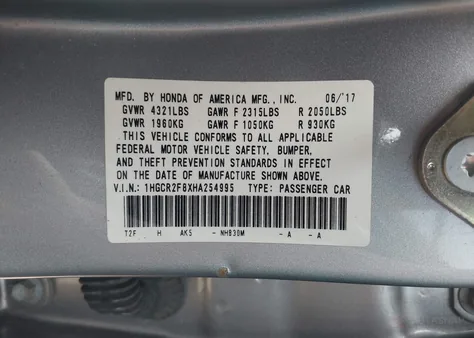 MFD. BY HONDA OF AMERICA MFG., INC. 06/'17
GVWR 4321LBS GAWR F 2315LBS R 2050LBS
GVWR 1960KG GAWR F 1050KG R 930KG
THIS VEHICLE CONFORMS TO ALL APPLICABLE
FEDERAL MOTOR VEHICLE SAFETY, BUMPER,
AND THEFT PREVENTION STANDARDS IN EFFECT
ON THE DATE OF MANUFACTURE SHOWN ABOVE.
V.I.N.: 1HGCR2F8XHA254995 TYPE: PASSENGER CAR
T2F H AK5 - NH830M - A - A